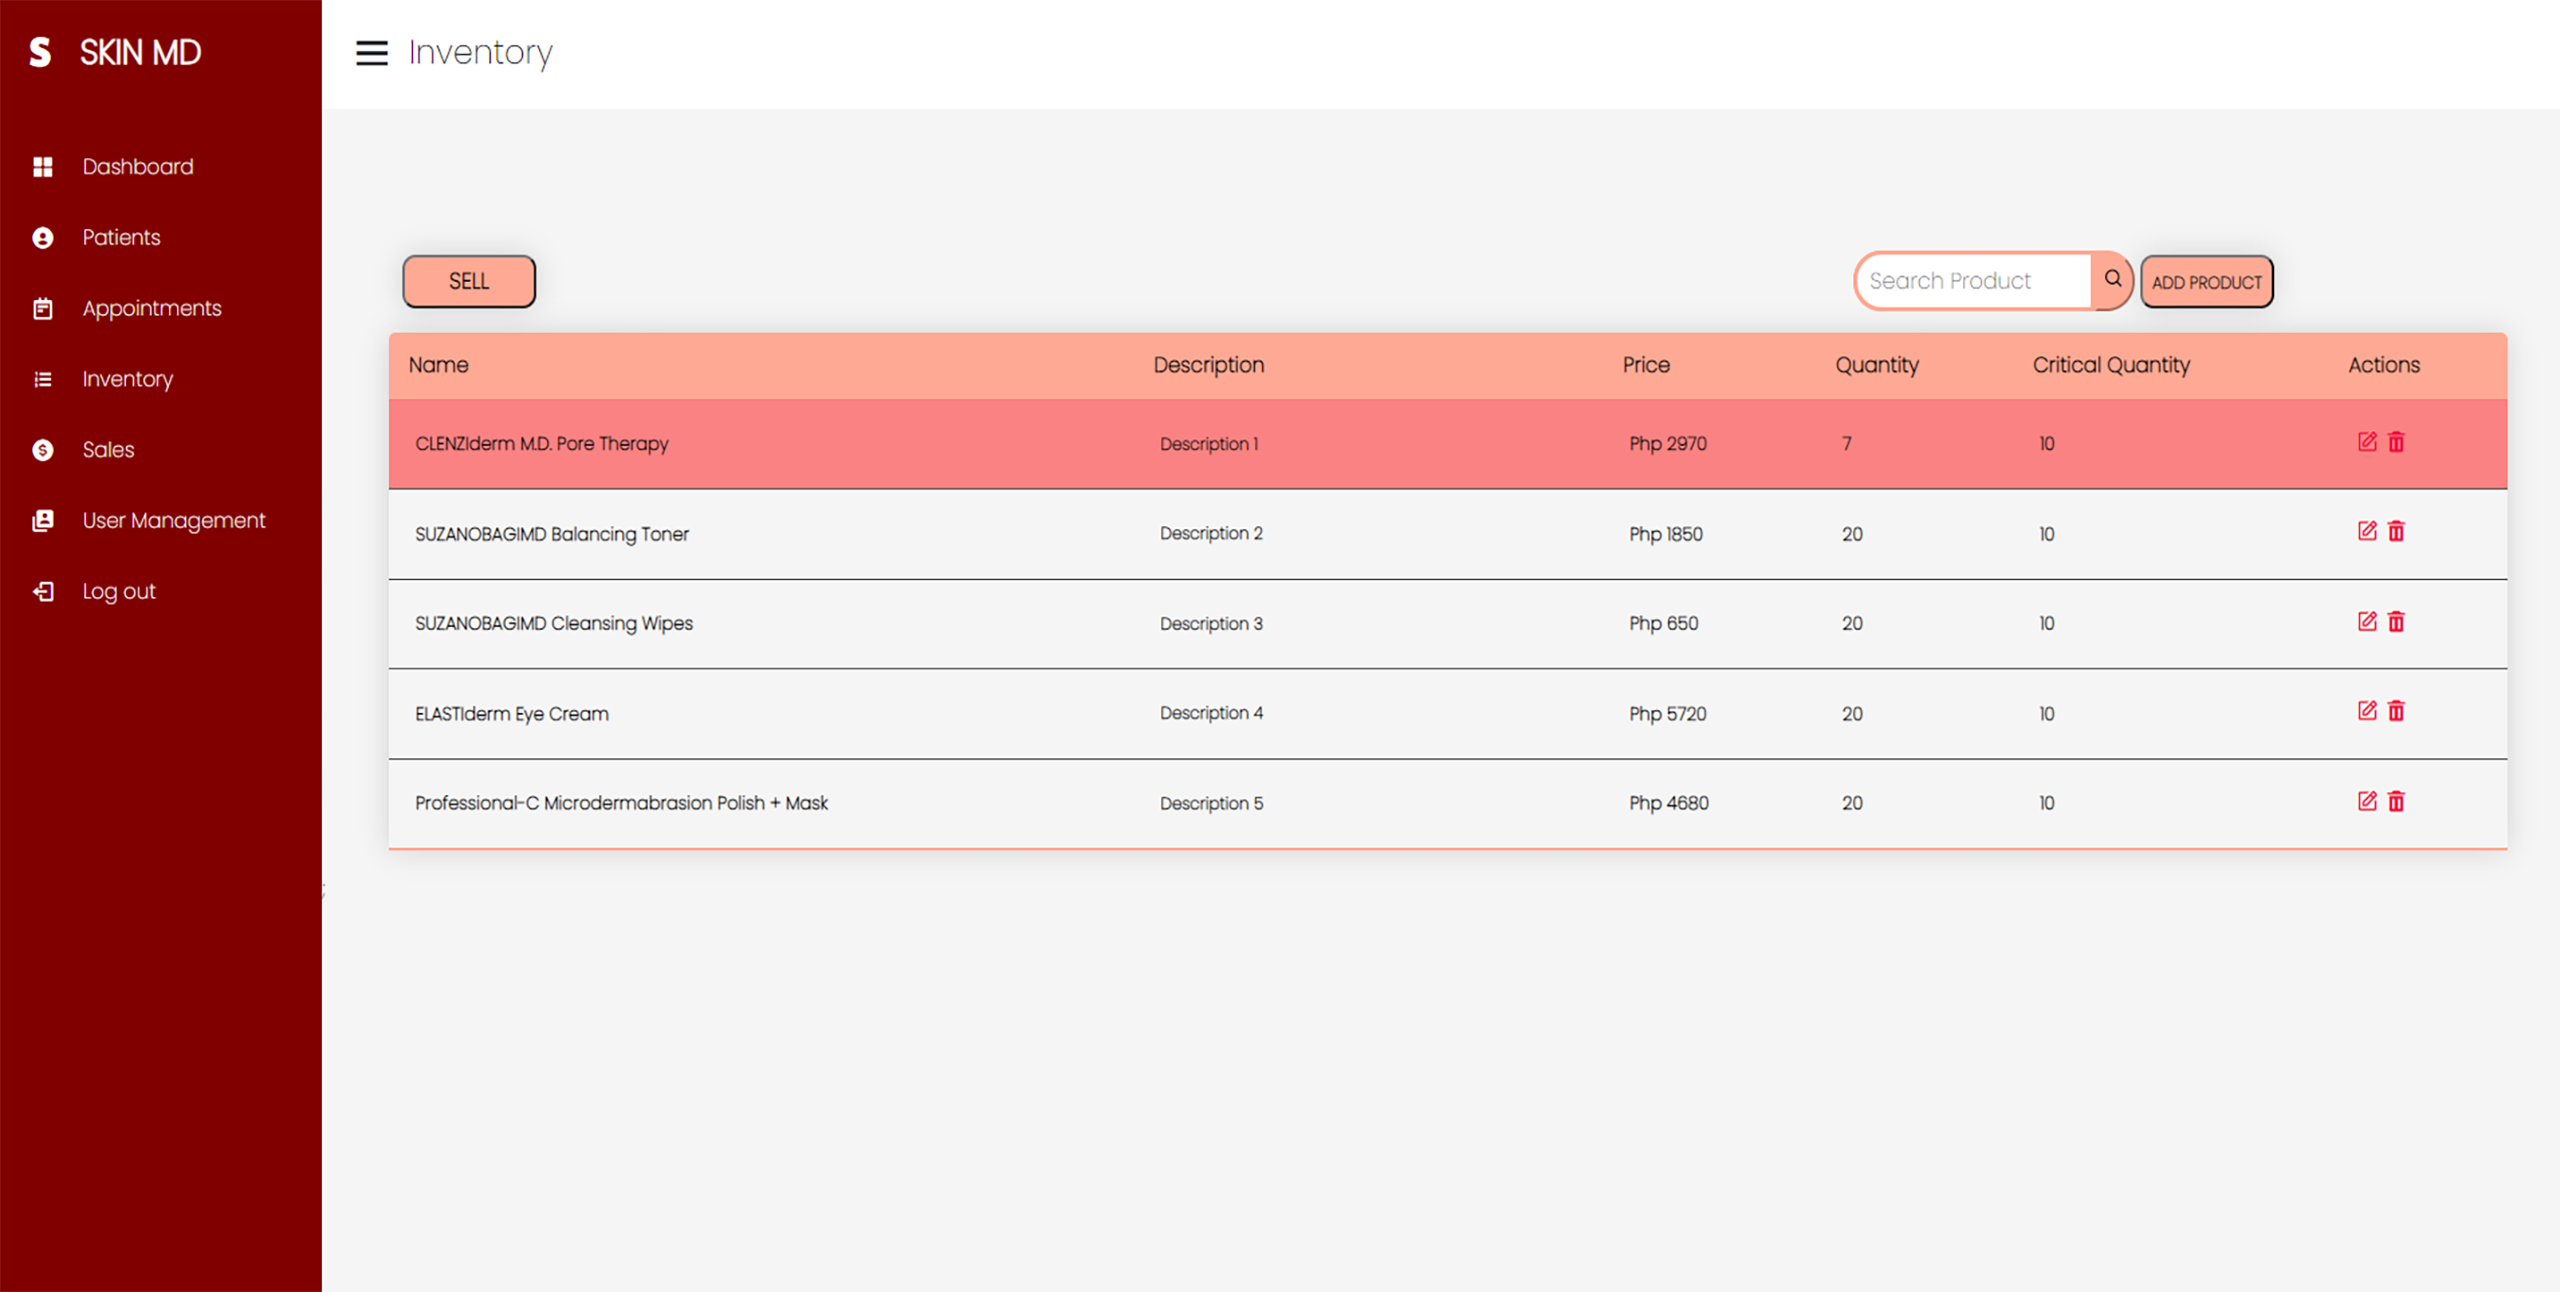 S SKIN MD
Inventory
Dashboard
Patients
Appointments
Inventory
Sales
User Management
Log out
SELL
Search Product
ADD PRODUCT
Name Description Price Quantity Critical Quantity Actions
CLENZIderm M.D. Pore Therapy Description 1 Php 2970 7 10
SUZANOBAGIMD Balancing Toner Description 2 Php 1850 20 10
SUZANOBAGIMD Cleansing Wipes Description 3 Php 650 20 10
ELASTIderm Eye Cream Description 4 Php 5720 20 10
Professional-C Microdermabrasion Polish + Mask Description 5 Php 4680 20 10